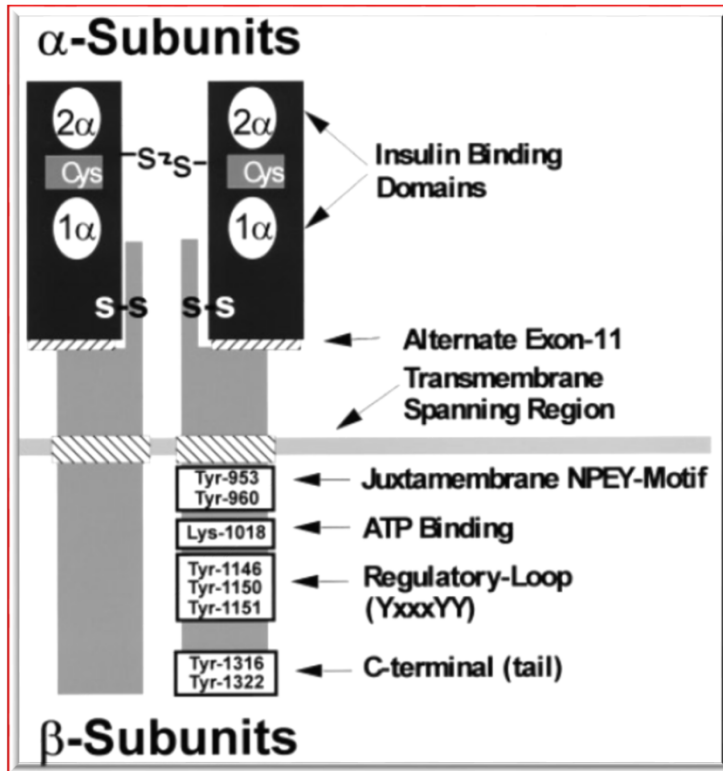 α-Subunits
2α
2α
S-S
Insulin Binding
Domains
Cys
Cys
1α
1α
S-S
S-S
Alternate Exon-11
Transmembrane
Spanning Region
Tyr-953
Tyr-960
Juxtamembrane NPEY-Motif
Lys-1018
ATP Binding
Tyr-1146
Tyr-1150
Tyr-1151
Regulatory-Loop
(YxxxYY)
Tyr-1316
Tyr-1322
C-terminal (tail)
β-Subunits